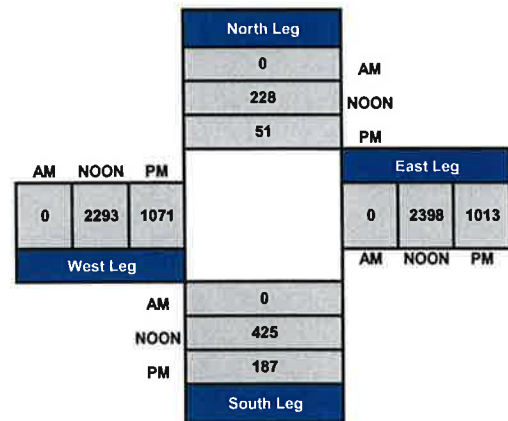 North Leg
0 AM
228 NOON
51 PM
AM NOON PM
East Leg
0 2293 1071
0 2398 1013
West Leg
AM NOON PM
AM 0
NOON 425
PM 187
South Leg